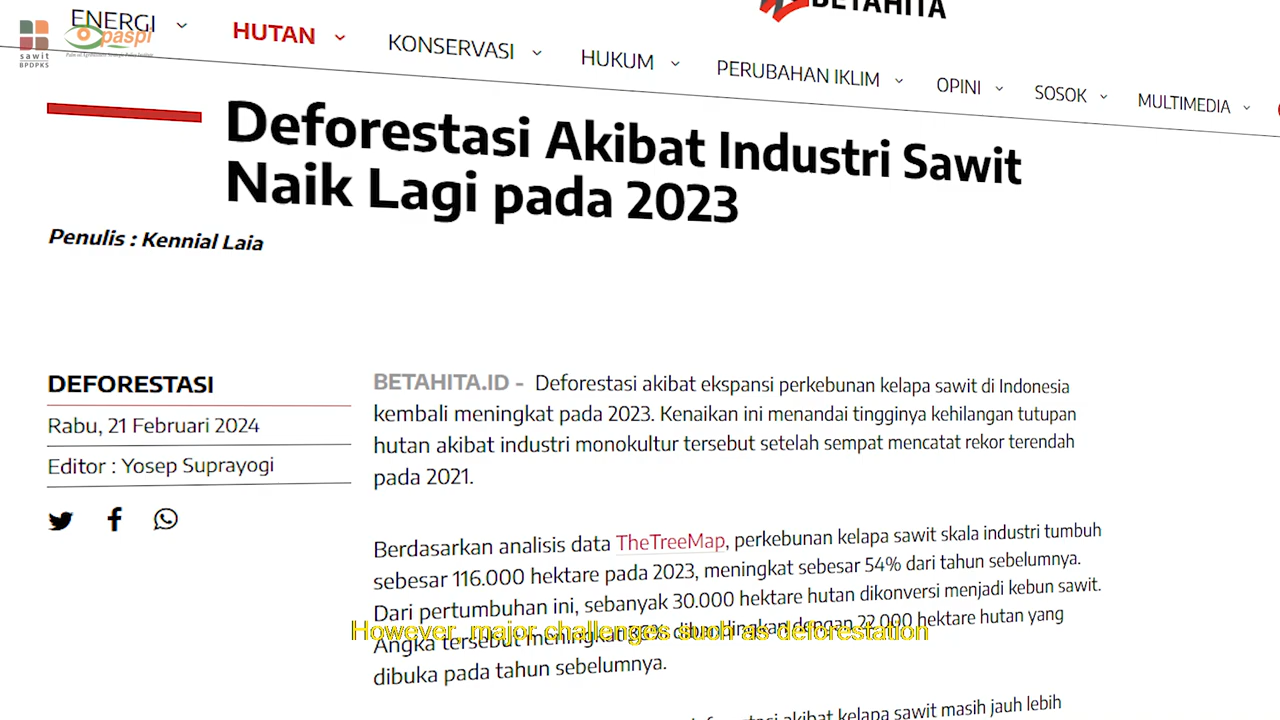 BETAHITA
ENERGI
HUTAN
KONSERVASI
HUKUM
PERUBAHAN IKLIM
OPINI
SOSOK
MULTIMEDIA
sawit
BPDPKS
paspi
Deforestasi Akibat Industri Sawit
Naik Lagi pada 2023
Penulis : Kennial Laia
DEFORESTASI
Rabu, 21 Februari 2024
Editor : Yosep Suprayogi
BETAHITA.ID - Deforestasi akibat ekspansi perkebunan kelapa sawit di Indonesia
kembali meningkat pada 2023. Kenaikan ini menandai tingginya kehilangan tutupan
hutan akibat industri monokultur tersebut setelah sempat mencatat rekor terendah
pada 2021.
Berdasarkan analisis data TheTreeMap, perkebunan kelapa sawit skala industri tumbuh
sebesar 116.000 hektare pada 2023, meningkat sebesar 54% dari tahun sebelumnya.
Dari pertumbuhan ini, sebanyak 30.000 hektare hutan dikonversi menjadi kebun sawit.
Angka tersebut meningkat dibandingkan dengan 22.000 hektare hutan yang
dibuka pada tahun sebelumnya.
However, major challenges such as deforestation
deforestasi akibat kelapa sawit masih jauh lebih